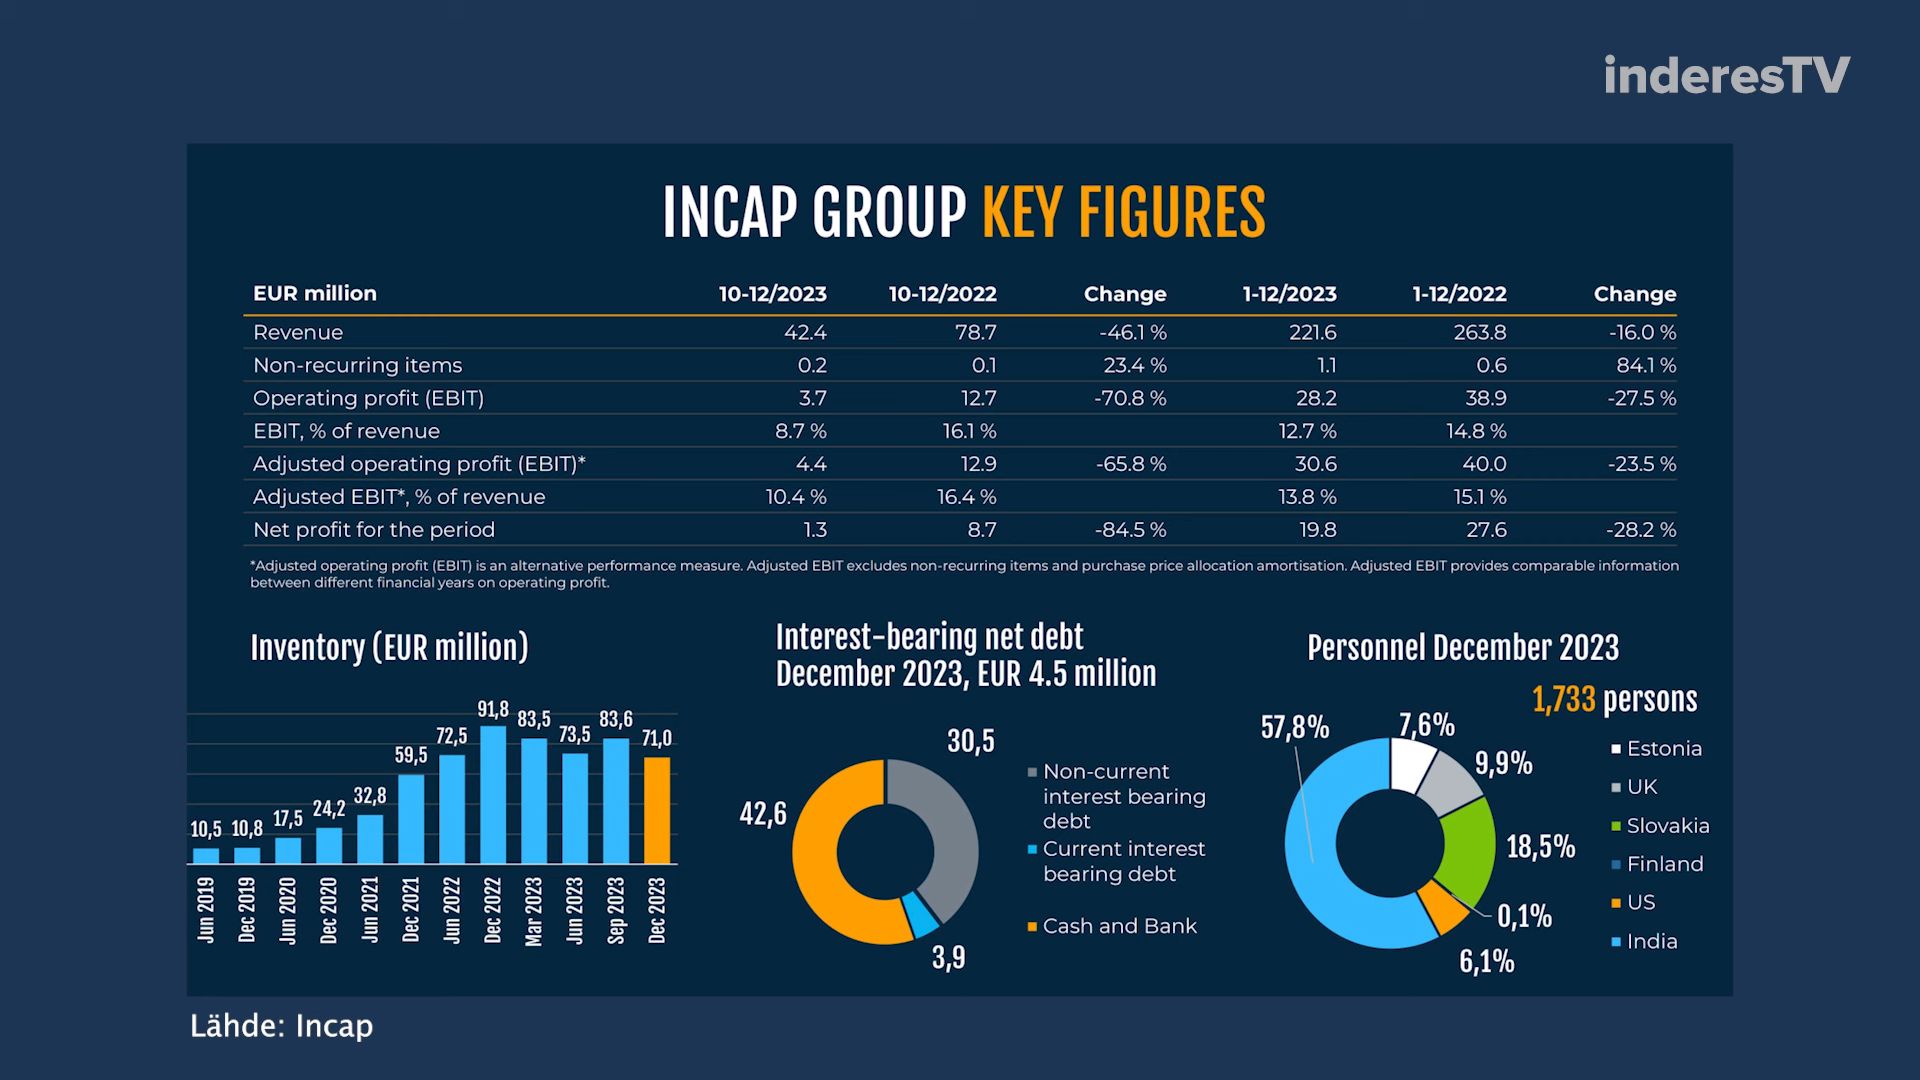 inderesTV
INCAP GROUP KEY FIGURES
EUR million 10-12/2023 10-12/2022 Change 1-12/2023 1-12/2022 Change
Revenue 42.4 78.7 -46.1 % 221.6 263.8 -16.0 %
Non-recurring items 0.2 0.1 23.4 % 1.1 0.6 84.1 %
Operating profit (EBIT) 3.7 12.7 -70.8 % 28.2 38.9 -27.5 %
EBIT, % of revenue 8.7 % 16.1 % 12.7 % 14.8 %
Adjusted operating profit (EBIT)* 4.4 12.9 -65.8 % 30.6 40.0 -23.5 %
Adjusted EBIT*, % of revenue 10.4 % 16.4 % 13.8 % 15.1 %
Net profit for the period 1.3 8.7 -84.5 % 19.8 27.6 -28.2 %
*Adjusted operating profit (EBIT) is an alternative performance measure. Adjusted EBIT excludes non-recurring items and purchase price allocation amortisation. Adjusted EBIT provides comparable information
between different financial years on operating profit.
Inventory (EUR million)
10,5 10,8 17,5 24,2 32,8 59,5 72,5 91,8 83,5 73,5 83,6 71,0
Jun 2019 Dec 2019 Jun 2020 Dec 2020 Jun 2021 Dec 2021 Jun 2022 Dec 2022 Mar 2023 Jun 2023 Sep 2023 Dec 2023
Interest-bearing net debt
December 2023, EUR 4.5 million
30,5
42,6
3,9
Non-current
interest bearing
debt
Current interest
bearing debt
Cash and Bank
Personnel December 2023
1,733 persons
57,8%
7,6%
9,9%
18,5%
0,1%
6,1%
Estonia
UK
Slovakia
Finland
US
India
Lähde: Incap